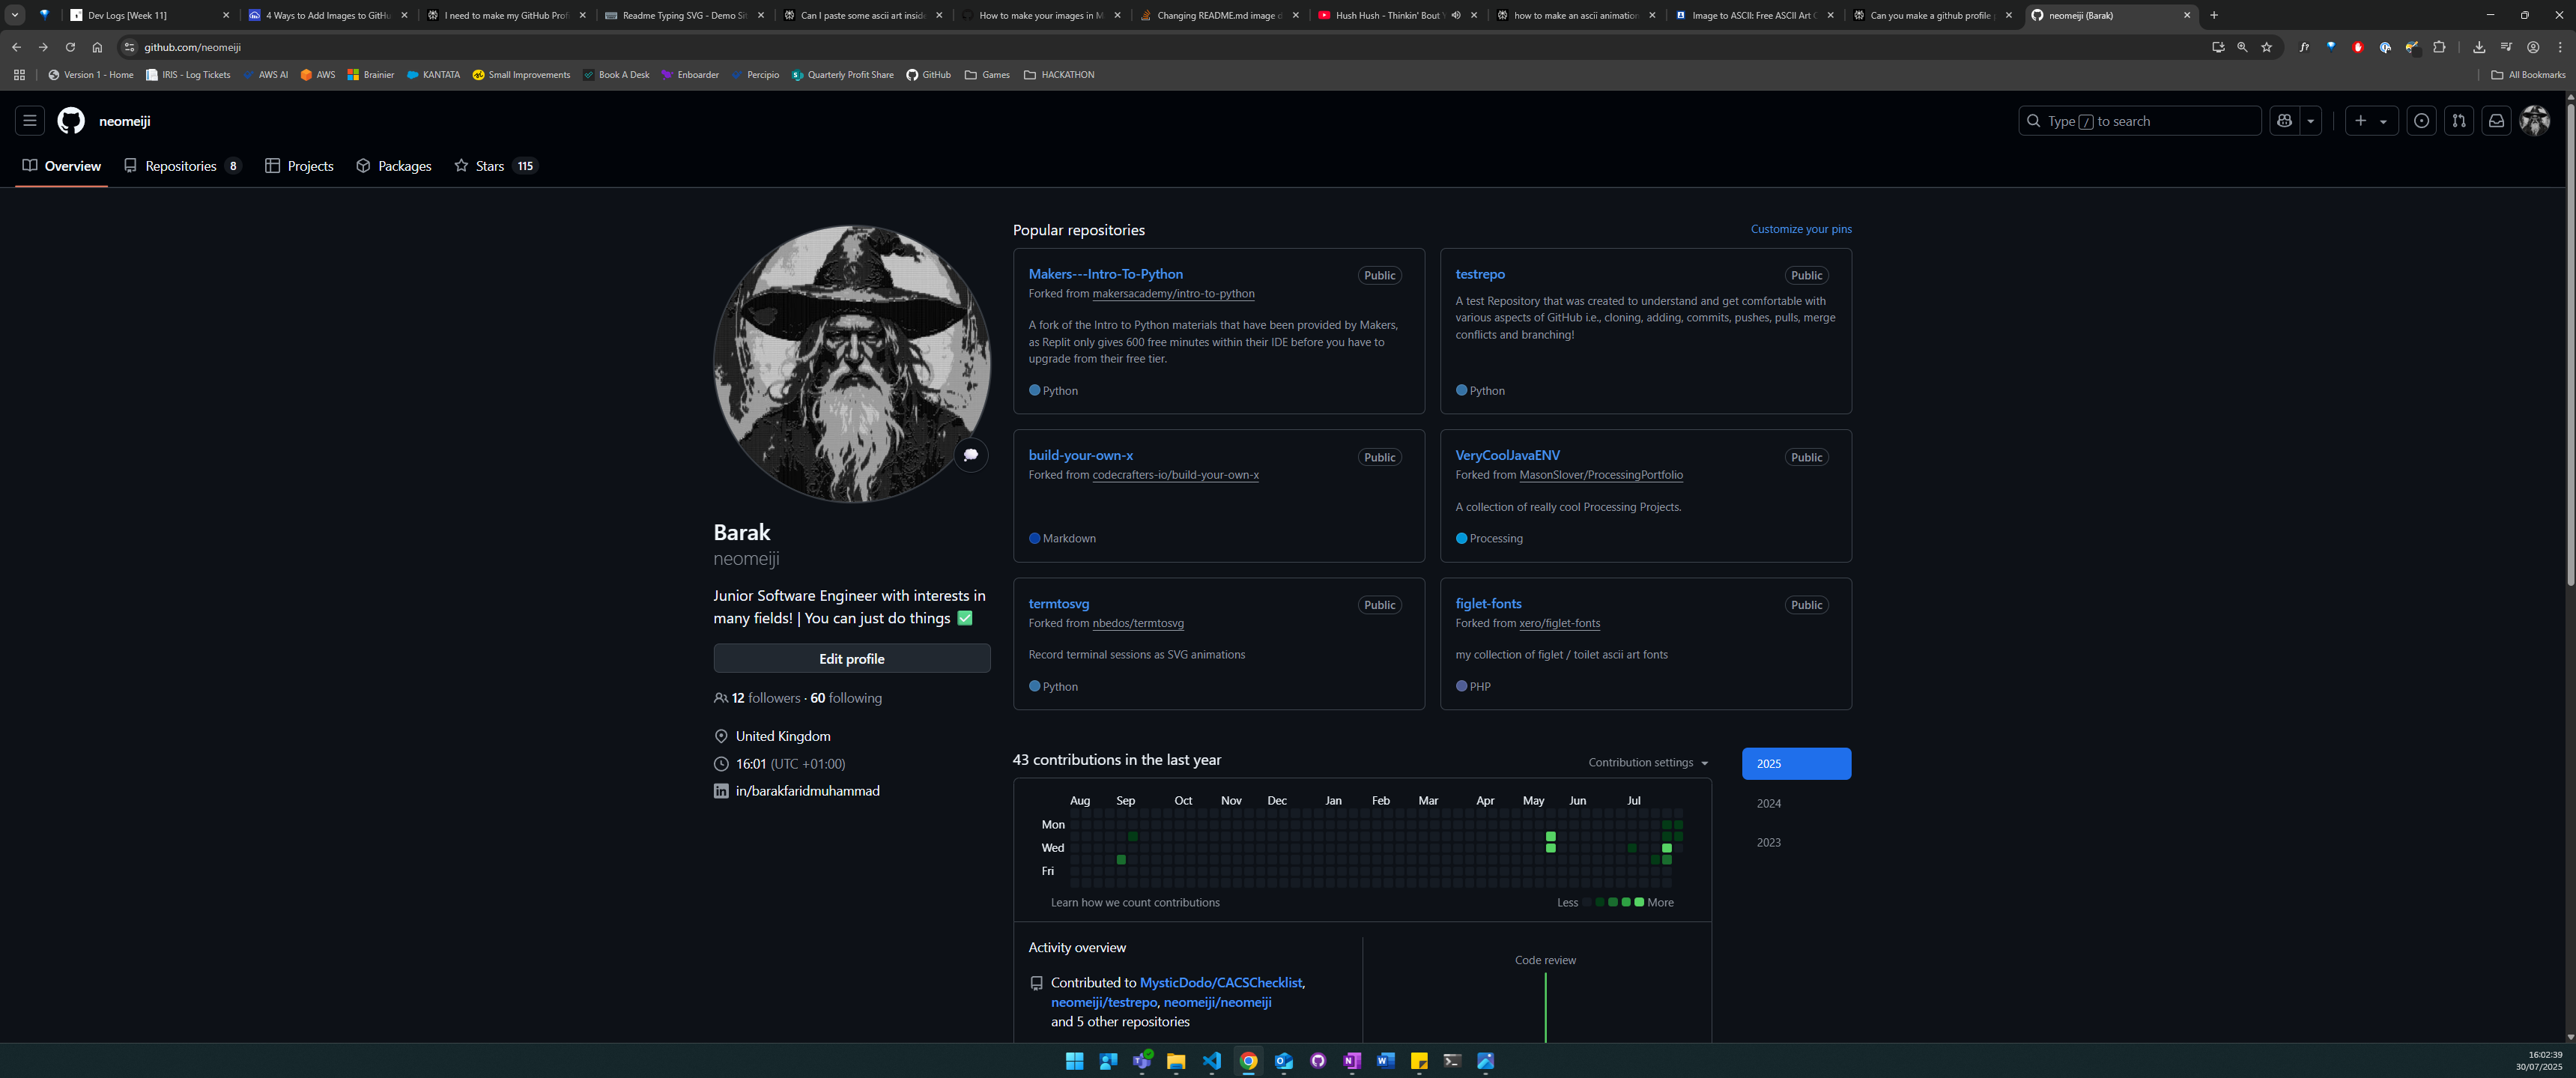 Dev Logs [Week 11]
4 Ways to Add Images to GitHu
I need to make my GitHub Prof
Readme Typing SVG - Demo Si
Can I paste some ascii art insid
How to make your images in M
Changing README.md image d
Hush Hush - Thinkin' Bout
how to make an ascii animation
Image to ASCII: Free ASCII Art C
Can you make a github profile
neomeiji (Barak)
github.com/neomeiji
Version 1 - Home
IRIS - Log Tickets
AWS AI
AWS
Brainier
KANTATA
Small Improvements
Book A Desk
Enboarder
Percipio
Quarterly Profit Share
GitHub
Games
HACKATHON
All Bookmarks
neomeiji
Type / to search
Overview
Repositories 8
Projects
Packages
Stars 115
Barak
neomeiji
Junior Software Engineer with interests in
many fields! | You can just do things ✅
Edit profile
12 followers · 60 following
United Kingdom
16:01 (UTC +01:00)
in/barakfaridmuhammad
Popular repositories
Customize your pins
Makers---Intro-To-Python
Public
Forked from makersacademy/intro-to-python
A fork of the Intro to Python materials that have been provided by Makers,
as Replit only gives 600 free minutes within their IDE before you have to
upgrade from their free tier.
Python
testrepo
Public
A test Repository that was created to understand and get comfortable with
various aspects of GitHub i.e., cloning, adding, commits, pushes, pulls, merge
conflicts and branching!
Python
build-your-own-x
Public
Forked from codecrafters-io/build-your-own-x
Markdown
VeryCoolJavaENV
Public
Forked from MasonSlover/ProcessingPortfolio
A collection of really cool Processing Projects.
Processing
termtosvg
Public
Forked from nbedos/termtosvg
Record terminal sessions as SVG animations
Python
figlet-fonts
Public
Forked from xero/figlet-fonts
my collection of figlet / toilet ascii art fonts
PHP
43 contributions in the last year
Contribution settings
2025
2024
2023
Aug Sep Oct Nov Dec Jan Feb Mar Apr May Jun Jul
Mon
Wed
Fri
Learn how we count contributions
Less
More
Activity overview
Contributed to MysticDodo/CACSChecklist,
neomeiji/testrepo, neomeiji/neomeiji
and 5 other repositories
Code review
16:02:39
30/07/2025